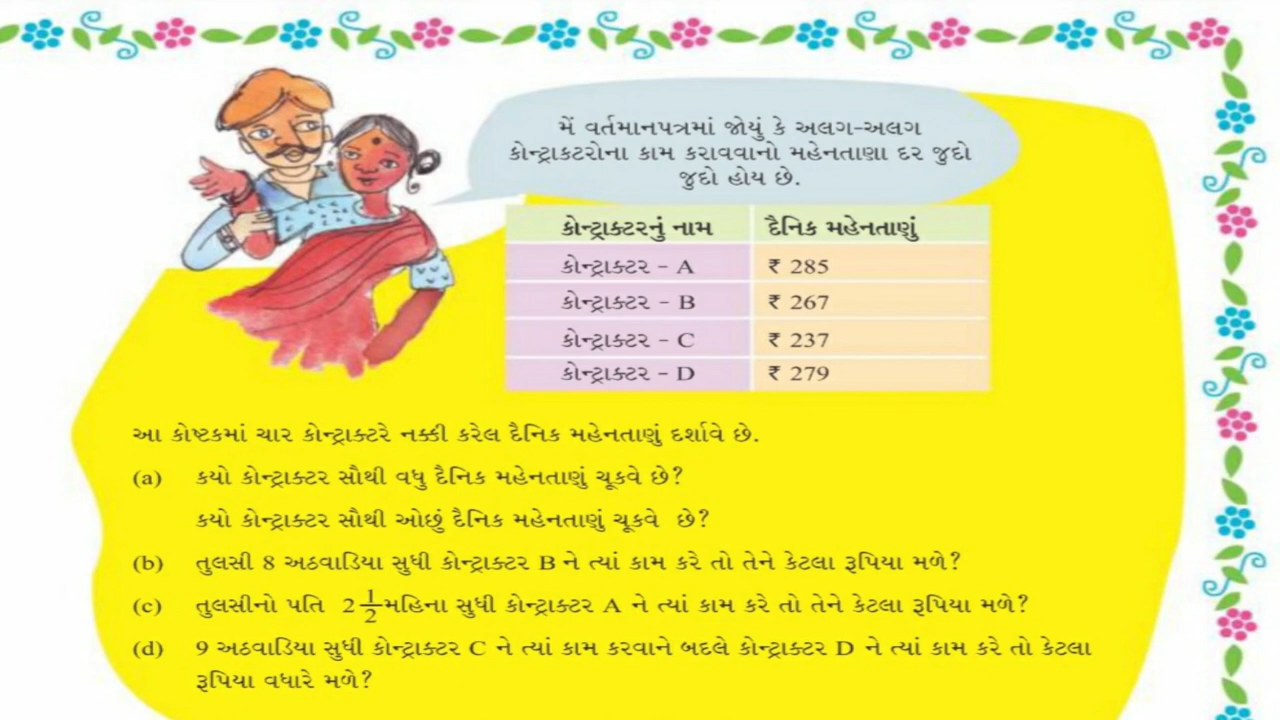 મેં વર્તમાનપત્રમાં જોયું કે અલગ-અલગ
કોન્ટ્રાકટરોના કામ કરાવવાનો મહેનતાણા દર જુદો
જુદો હોય છે.
કોન્ટ્રાક્ટરનું નામ દૈનિક મહેનતાણું
કોન્ટ્રાક્ટર - A ₹ 285
કોન્ટ્રાક્ટર - B ₹ 267
કોન્ટ્રાક્ટર - C ₹ 237
કોન્ટ્રાક્ટર - D ₹ 279
આ કોષ્ટકમાં ચાર કોન્ટ્રાક્ટરે નક્કી કરેલ દૈનિક મહેનતાણું દર્શાવે છે.
(a) કયો કોન્ટ્રાક્ટર સૌથી વધુ દૈનિક મહેનતાણું ચૂકવે છે?
કયો કોન્ટ્રાક્ટર સૌથી ઓછું દૈનિક મહેનતાણું ચૂકવે છે?
(b) તુલસી 8 અઠવાડિયા સુધી કોન્ટ્રાક્ટર B ને ત્યાં કામ કરે તો તેને કેટલા રૂપિયા મળે?
(c) તુલસીનો પતિ 2 1/2 મહિના સુધી કોન્ટ્રાક્ટર A ને ત્યાં કામ કરે તો તેને કેટલા રૂપિયા મળે?
(d) 9 અઠવાડિયા સુધી કોન્ટ્રાક્ટર C ને ત્યાં કામ કરવાને બદલે કોન્ટ્રાક્ટર D ને ત્યાં કામ કરે તો કેટલા
રૂપિયા વધારે મળે?